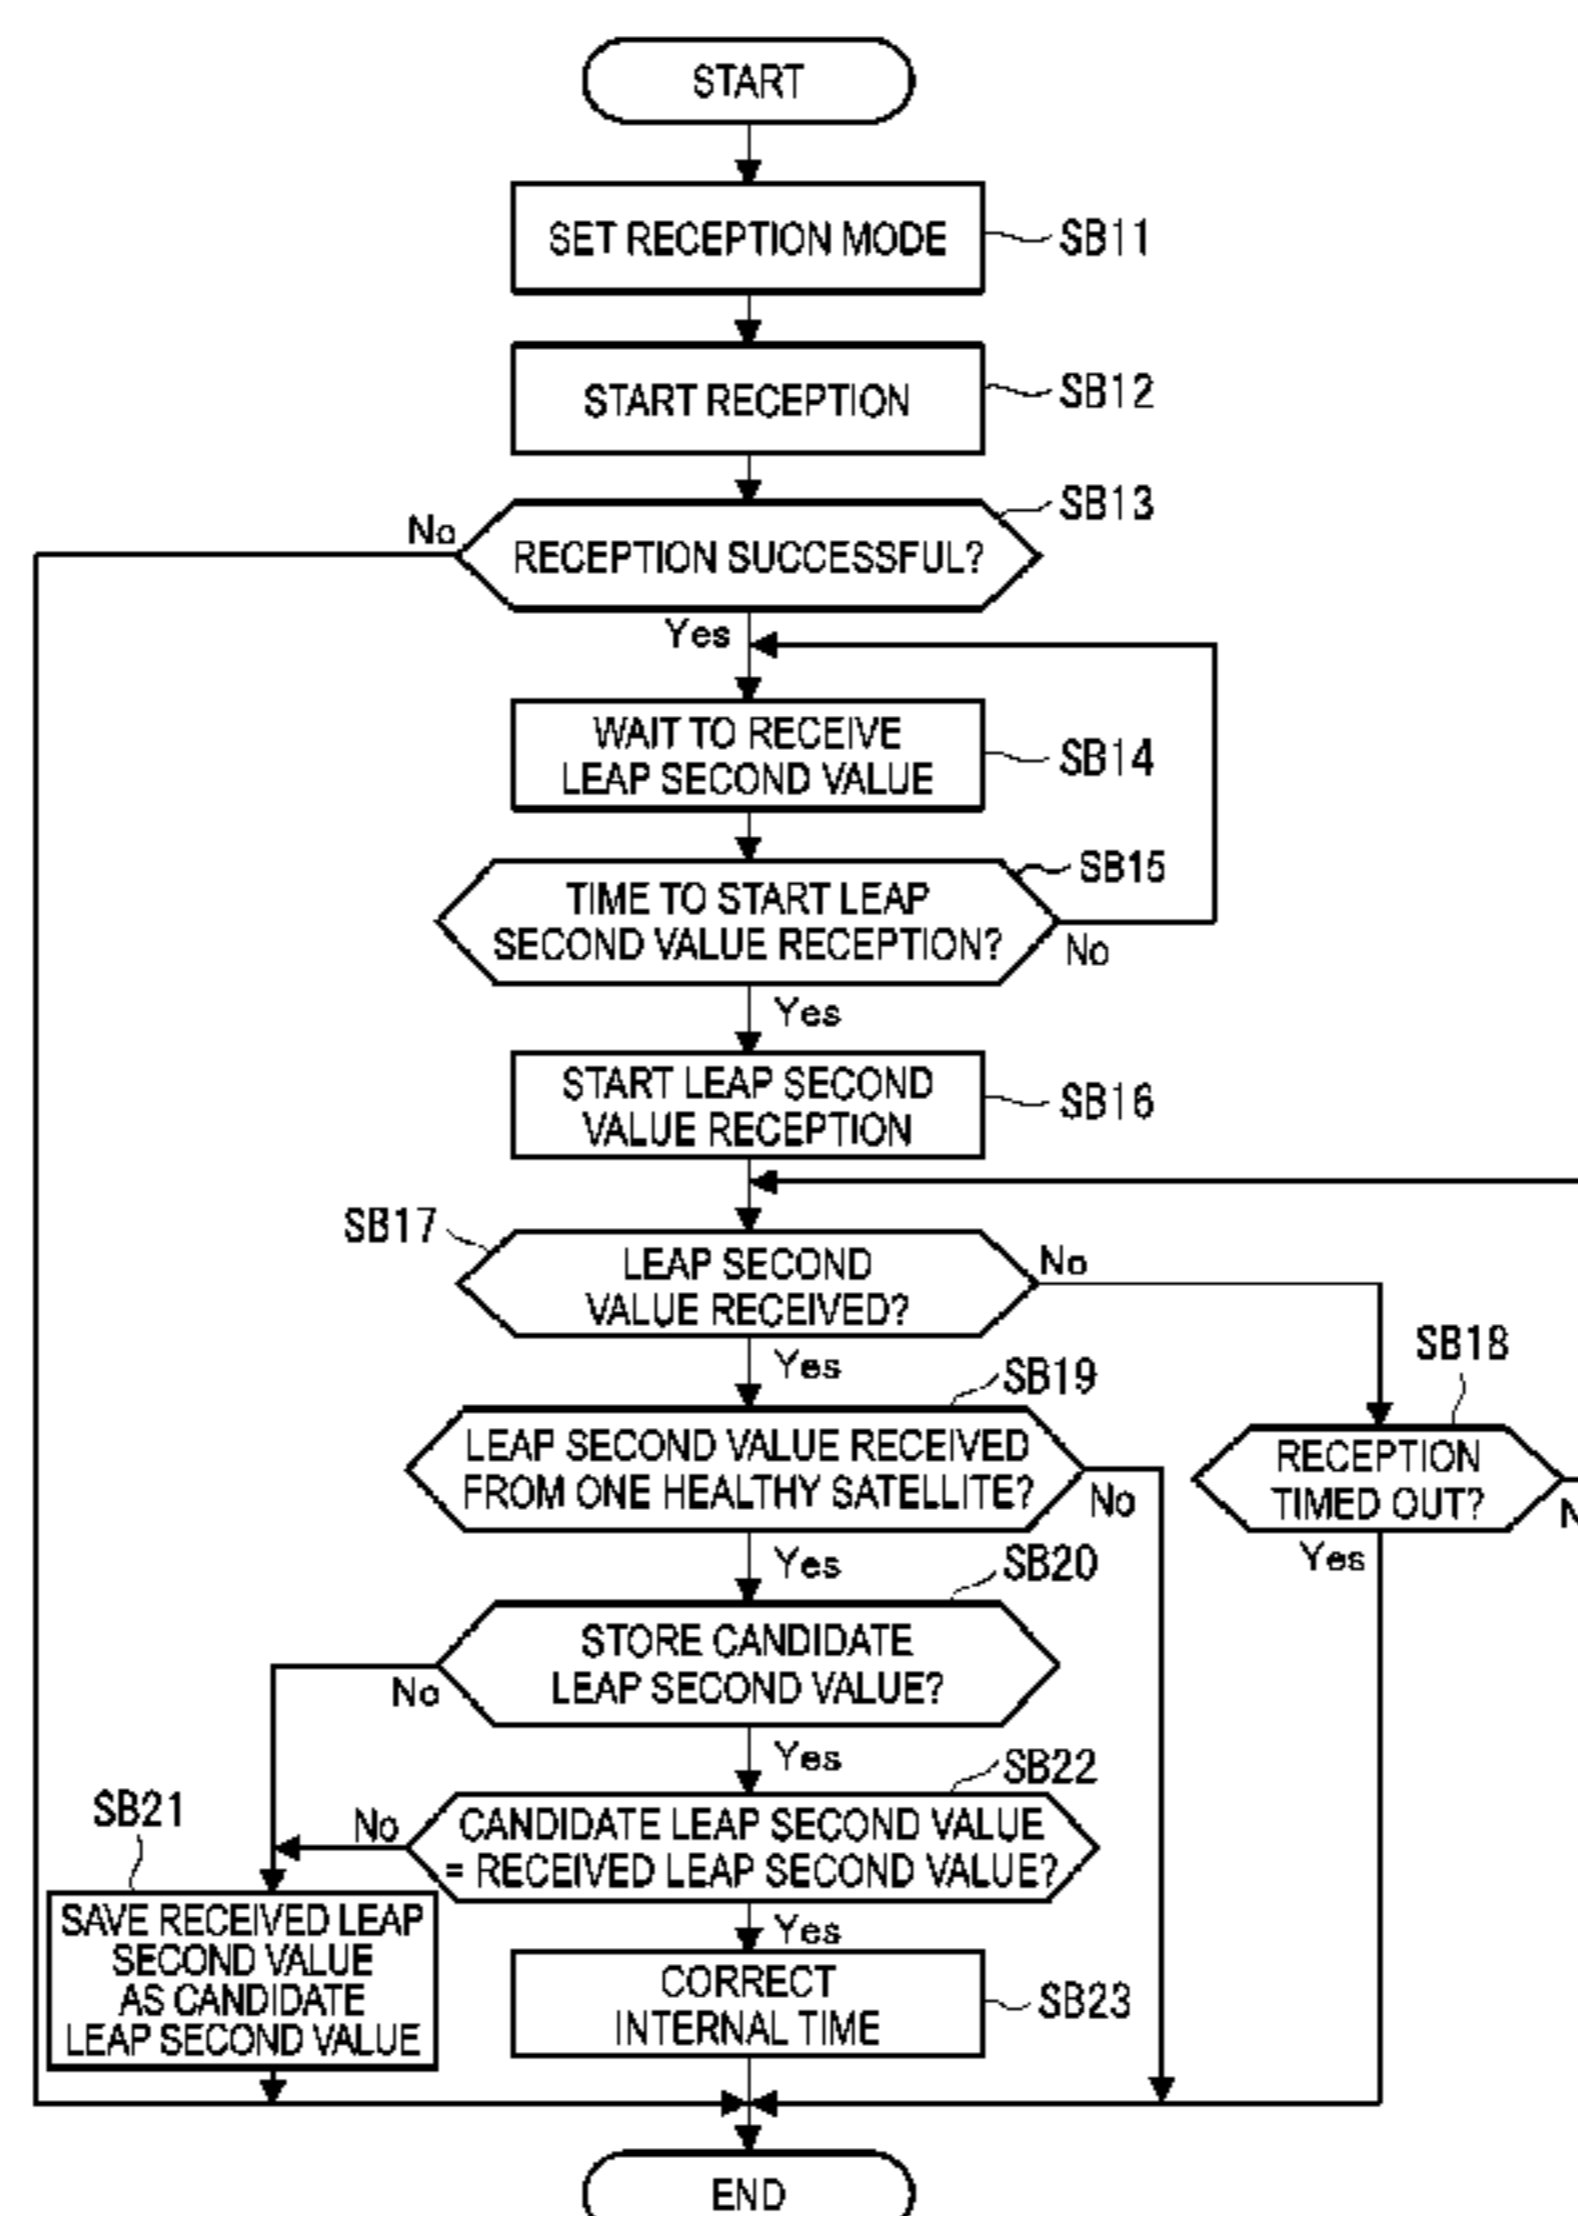 START
SET RECEPTION MODE
SB11
START RECEPTION
SB12
SB13
No
RECEPTION SUCCESSFUL?
Yes
WAIT TO RECEIVE
LEAP SECOND VALUE
SB14
SB15
TIME TO START LEAP
SECOND VALUE RECEPTION?
No
Yes
START LEAP SECOND
VALUE RECEPTION
SB16
SB17
LEAP SECOND
VALUE RECEIVED?
No
Yes
SB18
RECEPTION
TIMED OUT?
Yes
SB19
LEAP SECOND VALUE RECEIVED
FROM ONE HEALTHY SATELLITE?
No
Yes
SB20
STORE CANDIDATE
LEAP SECOND VALUE?
No
Yes
SB22
CANDIDATE LEAP SECOND VALUE
= RECEIVED LEAP SECOND VALUE?
No
Yes
SB21
SAVE RECEIVED LEAP
SECOND VALUE
AS CANDIDATE
LEAP SECOND VALUE
CORRECT
INTERNAL TIME
SB23
END